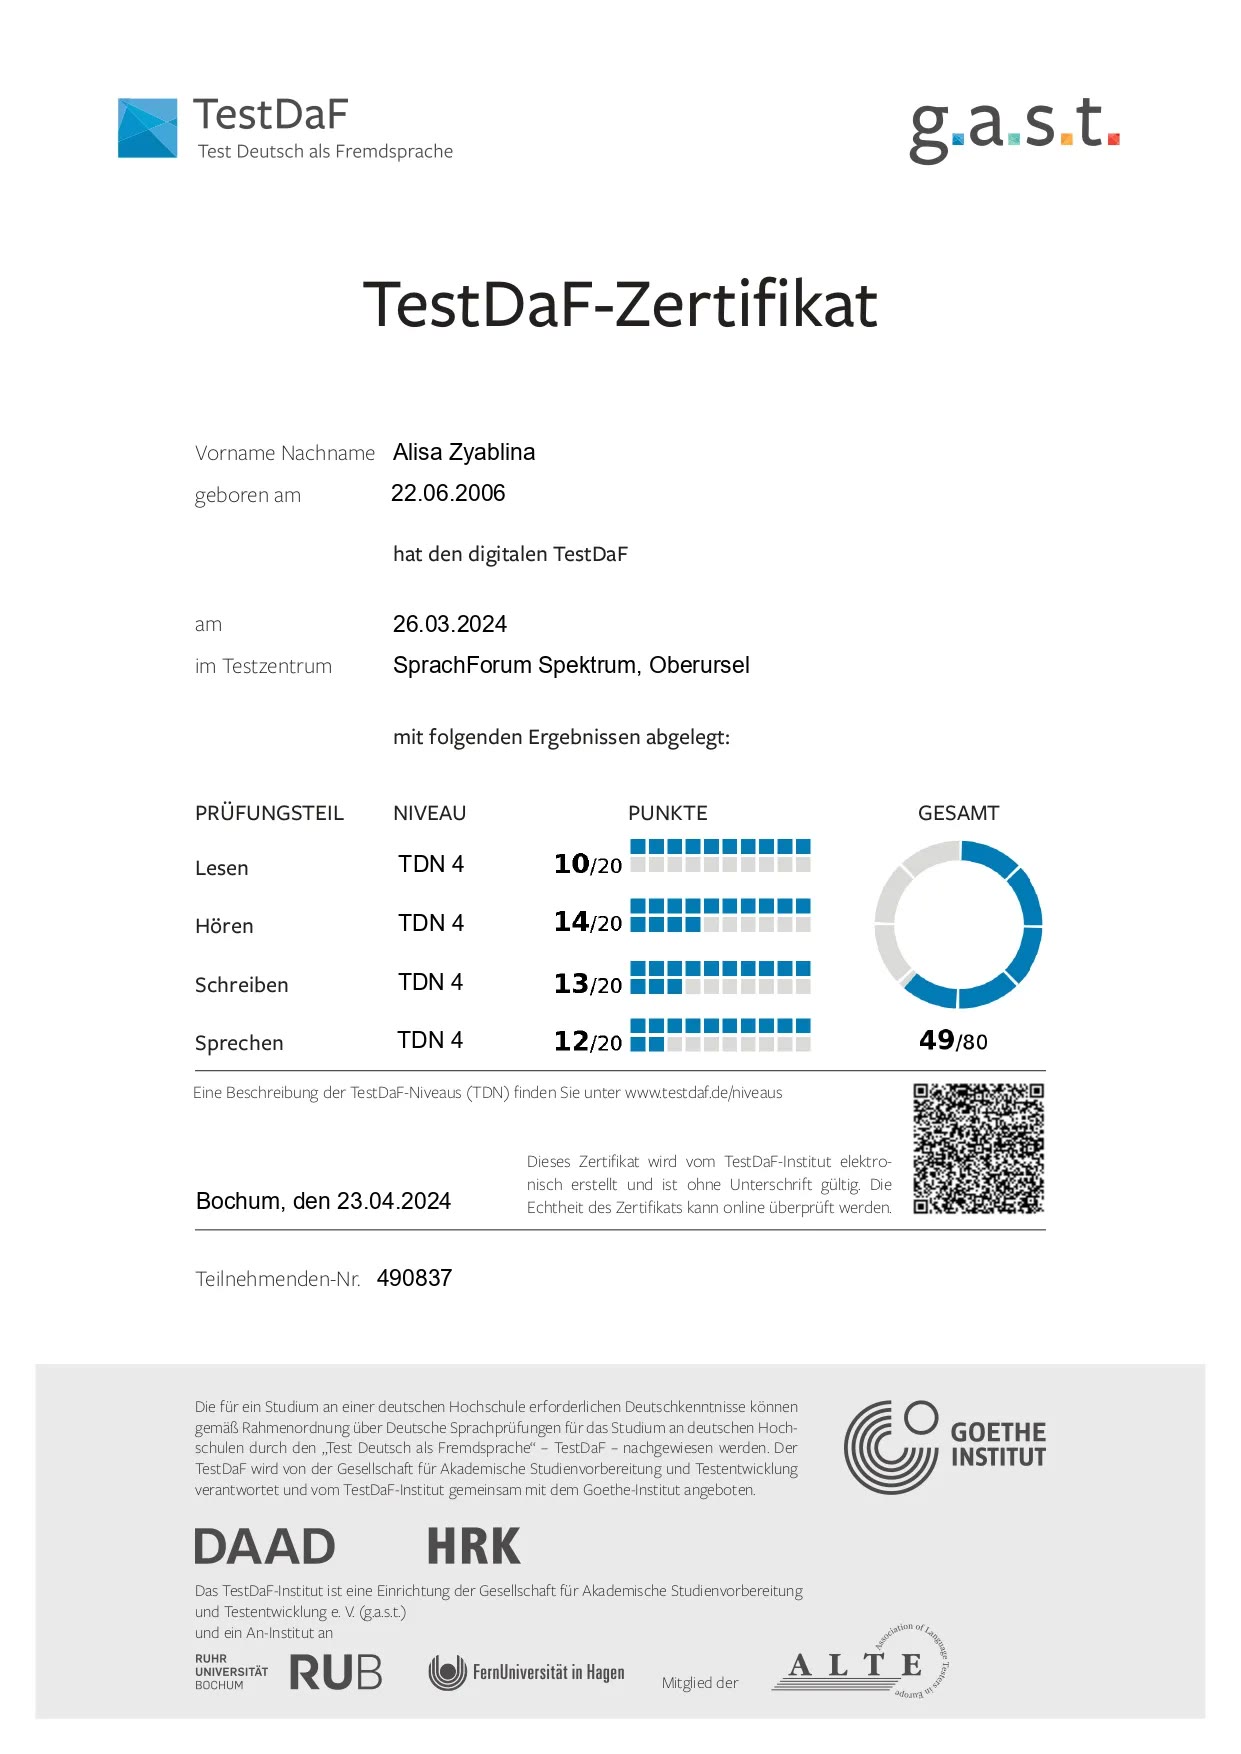 TestDaF
Test Deutsch als Fremdsprache
g.a.s.t.
TestDaF-Zertifikat
Vorname Nachname Alisa Zyablina
geboren am 22.06.2006
hat den digitalen TestDaF
am 26.03.2024
im Testzentrum SprachForum Spektrum, Oberursel
mit folgenden Ergebnissen abgelegt:
PRÜFUNGSTEIL NIVEAU PUNKTE GESAMT
Lesen TDN 4 10/20
Hören TDN 4 14/20
Schreiben TDN 4 13/20
Sprechen TDN 4 12/20 49/80
Eine Beschreibung der TestDaF-Niveaus (TDN) finden Sie unter www.testdaf.de/niveaus
Dieses Zertifikat wird vom TestDaF-Institut elektro-
nisch erstellt und ist ohne Unterschrift gültig. Die
Echtheit des Zertifikats kann online überprüft werden.
Bochum, den 23.04.2024
Teilnehmenden-Nr. 490837
Die für ein Studium an einer deutschen Hochschule erforderlichen Deutschkenntnisse können
gemäß Rahmenordnung über Deutsche Sprachprüfungen für das Studium an deutschen Hoch-
schulen durch den „Test Deutsch als Fremdsprache“ – TestDaF – nachgewiesen werden. Der
TestDaF wird von der Gesellschaft für Akademische Studienvorbereitung und Testentwicklung
verantwortet und vom TestDaF-Institut gemeinsam mit dem Goethe-Institut angeboten.
GOETHE
INSTITUT
DAAD HRK
Das TestDaF-Institut ist eine Einrichtung der Gesellschaft für Akademische Studienvorbereitung
und Testentwicklung e. V. (g.a.s.t.)
und ein An-Institut an
RUHR
UNIVERSITÄT
BOCHUM
RUB
FernUniversität in Hagen
Mitglied der
ALTE
Association of Language Testers in Europe